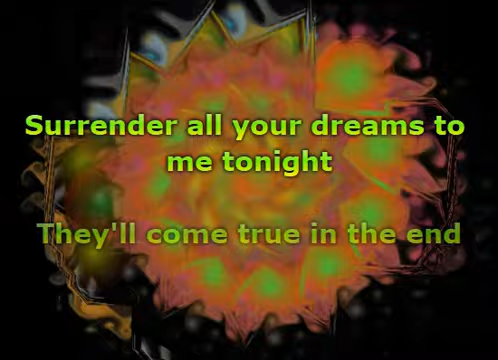 Surrender all your dreams to
me tonight
They'll come true in the end